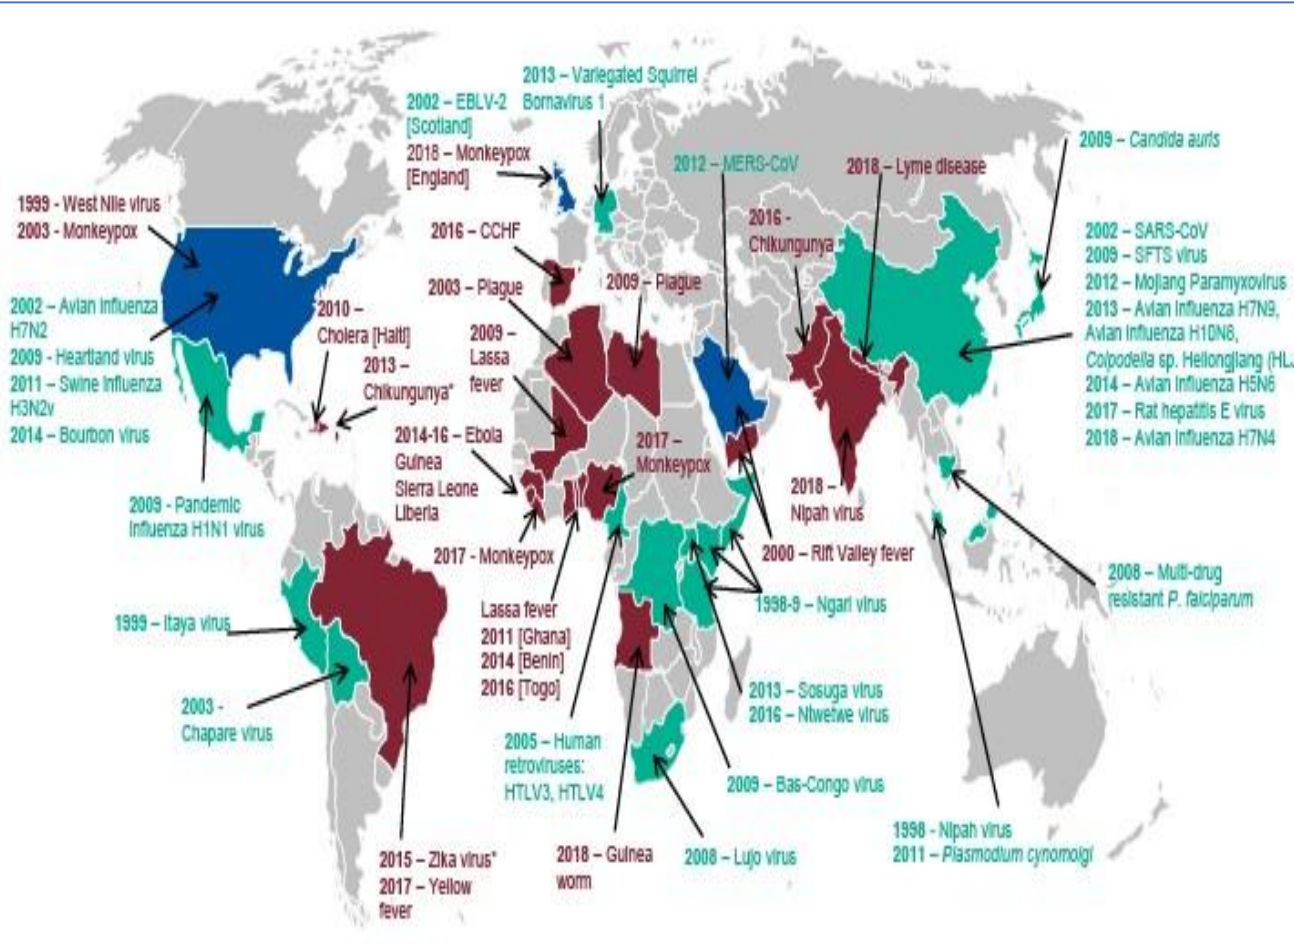 2013 – Variegated Squirrel
Bornavirus 1
2002 – EBLV-2
[Scotland]
2018 – Monkeypox
[England]
2012 – MERS-CoV
2018 – Lyme disease
2009 – Candida auris
1999 - West Nile virus
2003 - Monkeypox
2016 – CCHF
2016 -
Chikungunya
2002 – SARS-CoV
2009 – SFTS virus
2012 – Mojiang Paramyxovirus
2013 – Avian Influenza H7N9,
Avian Influenza H10N8,
Colpodella sp. Heilongjiang (HLJ
2014 – Avian Influenza H5N6
2017 – Rat hepatitis E virus
2018 – Avian Influenza H7N4
2003 – Plague
2009 – Plague
2002 - Avian Influenza
H7N2
2009 - Heartland virus
2011 – Swine Influenza
H3N2v
2014 – Bourbon virus
2010 –
Cholera [Haiti]
2013 –
Chikungunya*
2009 –
Lassa
fever
2014-16 – Ebola
Guinea
Sierra Leone
Liberia
2017 –
Monkeypox
2018 –
Nipah virus
2009 - Pandemic
Influenza H1N1 virus
2017 - Monkeypox
2000 – Rift Valley fever
2008 – Multi-drug
resistant P. falciparum
1998-9 – Ngari virus
Lassa fever
2011 [Ghana]
2014 [Benin]
2016 [Togo]
1999 – Itaya virus
2003 -
Chapare virus
2013 – Sosuga virus
2016 – Ntwetwe virus
2005 – Human
retroviruses:
HTLV3, HTLV4
2009 – Bas-Congo virus
2015 – Zika virus*
2017 – Yellow
fever
2018 – Guinea
worm
2008 – Lujo virus
1998 - Nipah virus
2011 – Plasmodium cynomolgi